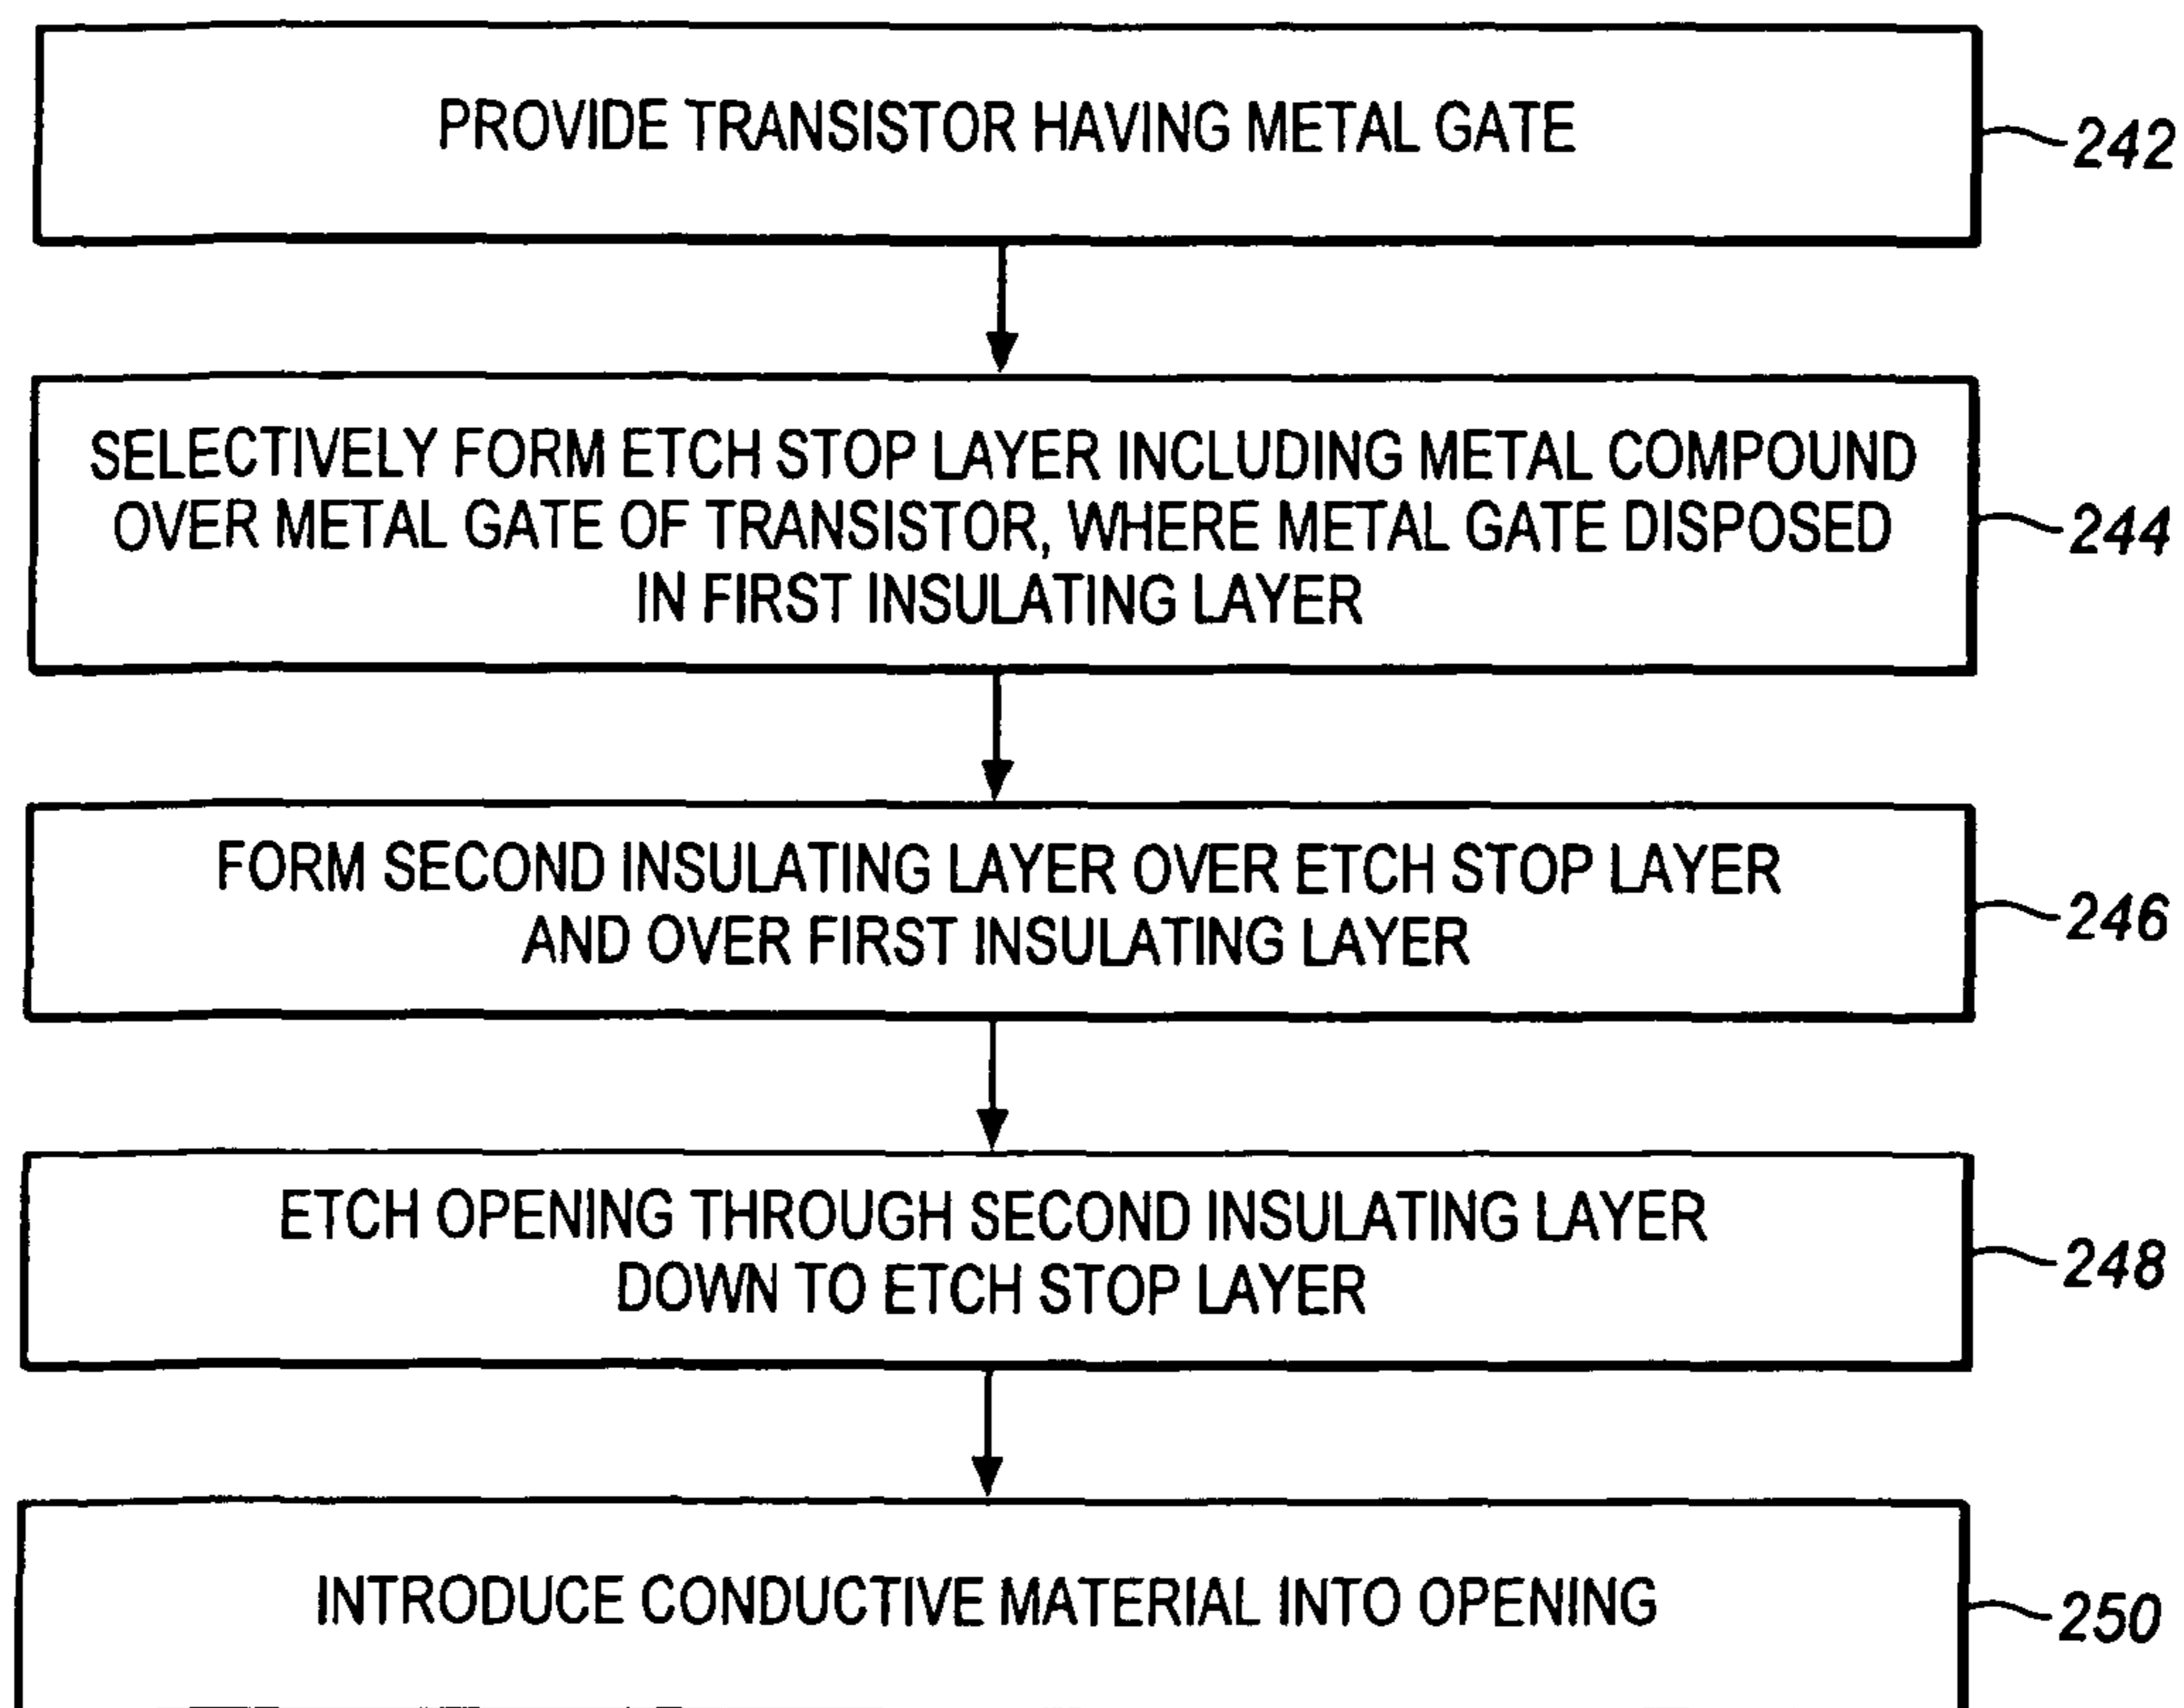 PROVIDE TRANSISTOR HAVING METAL GATE
242
SELECTIVELY FORM ETCH STOP LAYER INCLUDING METAL COMPOUND
OVER METAL GATE OF TRANSISTOR, WHERE METAL GATE DISPOSED
IN FIRST INSULATING LAYER
244
FORM SECOND INSULATING LAYER OVER ETCH STOP LAYER
AND OVER FIRST INSULATING LAYER
246
ETCH OPENING THROUGH SECOND INSULATING LAYER
DOWN TO ETCH STOP LAYER
248
INTRODUCE CONDUCTIVE MATERIAL INTO OPENING
250